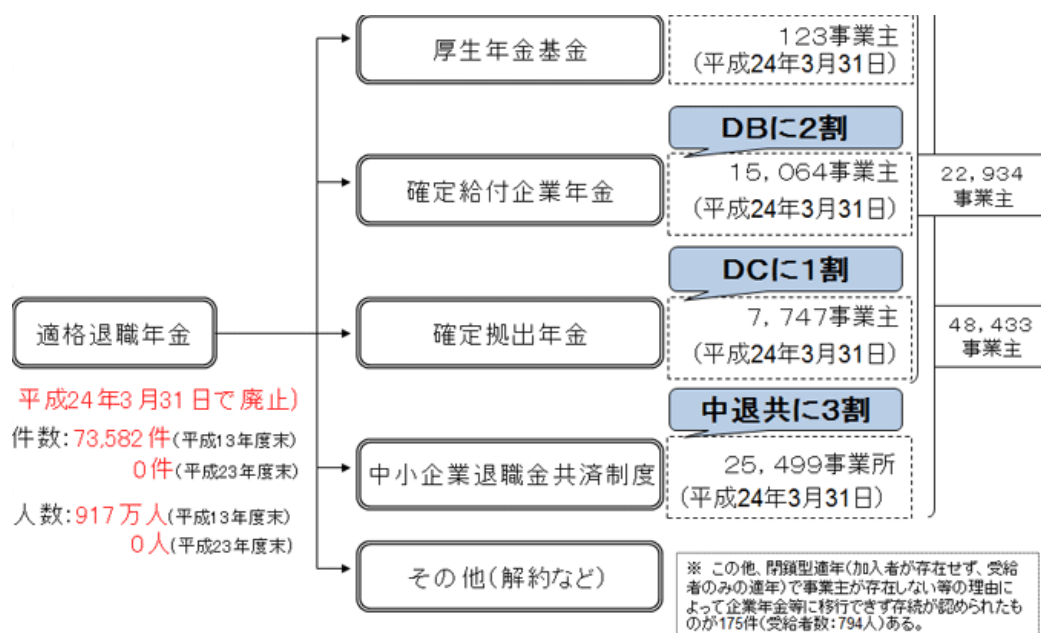 厚生年金基金
123事業主
(平成24年3月31日)
DBに2割
確定給付企業年金
15,064事業主
(平成24年3月31日)
22,934
事業主
DCに1割
適格退職年金
確定拠出年金
7,747事業主
(平成24年3月31日)
48,433
事業主
平成24年3月31日で廃止)
件数:73,582件(平成13年度末)
0件(平成23年度末)
人数:917万人(平成13年度末)
0人(平成23年度末)
中退共に3割
中小企業退職金共済制度
25,499事業所
(平成24年3月31日)
その他(解約など)
※ この他、閉鎖型適年(加入者が存在せず、受給
者のみの適年)で事業主が存在しない等の理由に
よって企業年金等に移行できず存続が認められたも
のが175件(受給者数:794人)ある。